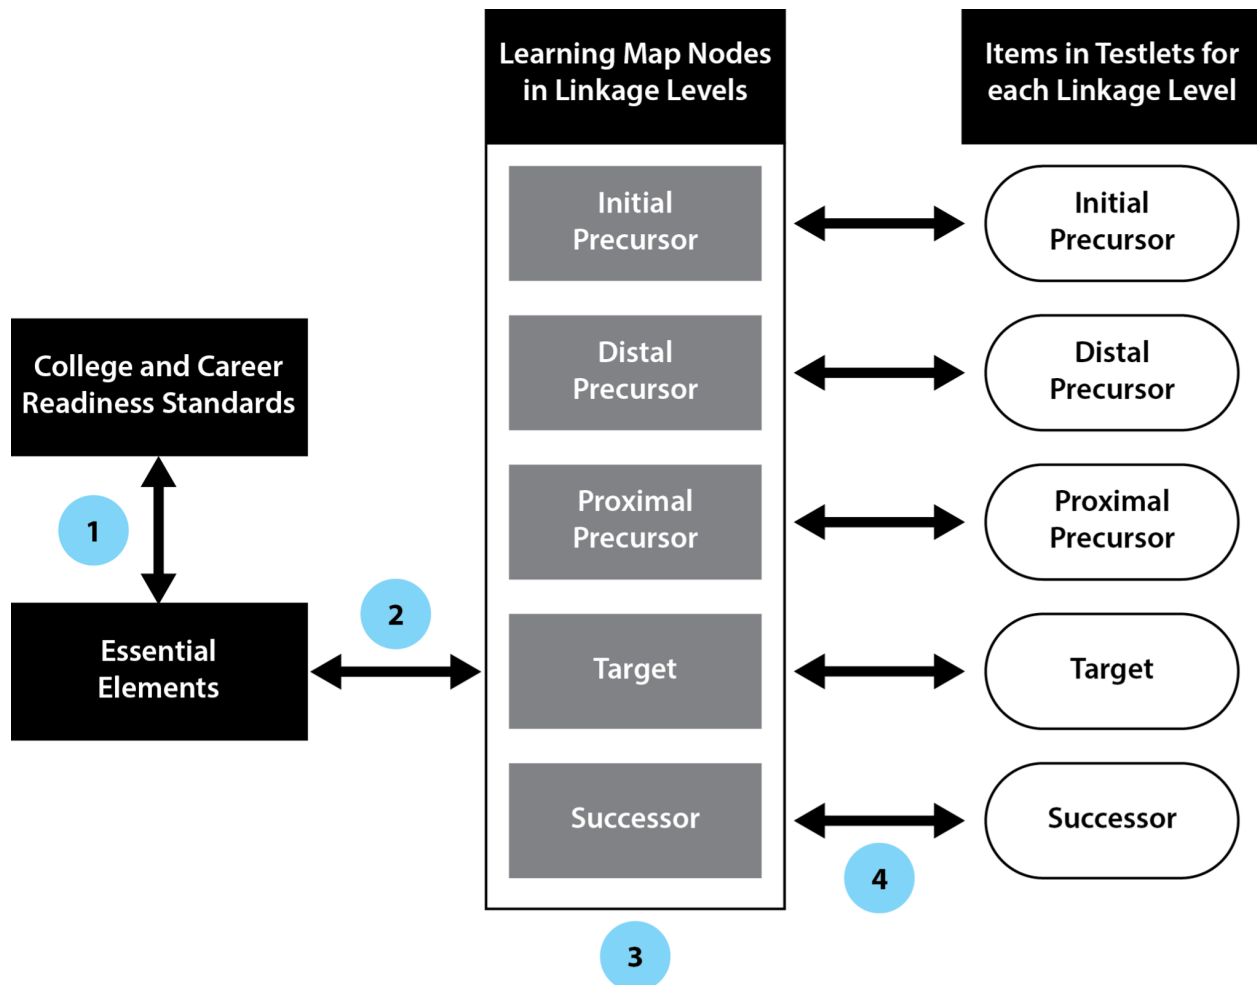 Learning Map Nodes
in Linkage Levels
Items in Testlets for
each Linkage Level
Initial
Precursor
Initial
Precursor
College and Career
Readiness Standards
Distal
Precursor
Distal
Precursor
1
Proximal
Precursor
Proximal
Precursor
Essential
Elements
2
Target
Target
Successor
Successor
4
3